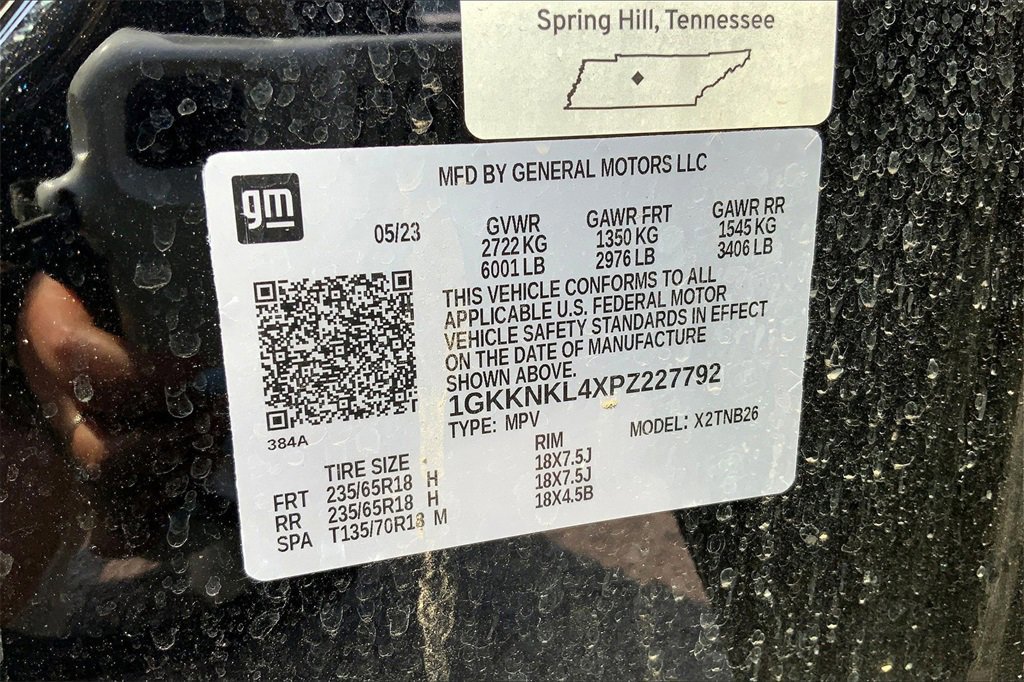 Spring Hill, Tennessee
gm
MFD BY GENERAL MOTORS LLC
05/23
GVWR GAWR FRT GAWR RR
2722 KG 1350 KG 1545 KG
6001 LB 2976 LB 3406 LB
THIS VEHICLE CONFORMS TO ALL
APPLICABLE U.S. FEDERAL MOTOR
VEHICLE SAFETY STANDARDS IN EFFECT
ON THE DATE OF MANUFACTURE
SHOWN ABOVE.
1GKKNKL4XPZ227792
TYPE: MPV MODEL: X2TNB26
384A
TIRE SIZE RIM
FRT 235/65R18 H 18X7.5J
RR 235/65R18 H 18X7.5J
SPA T135/70R18 M 18X4.5B